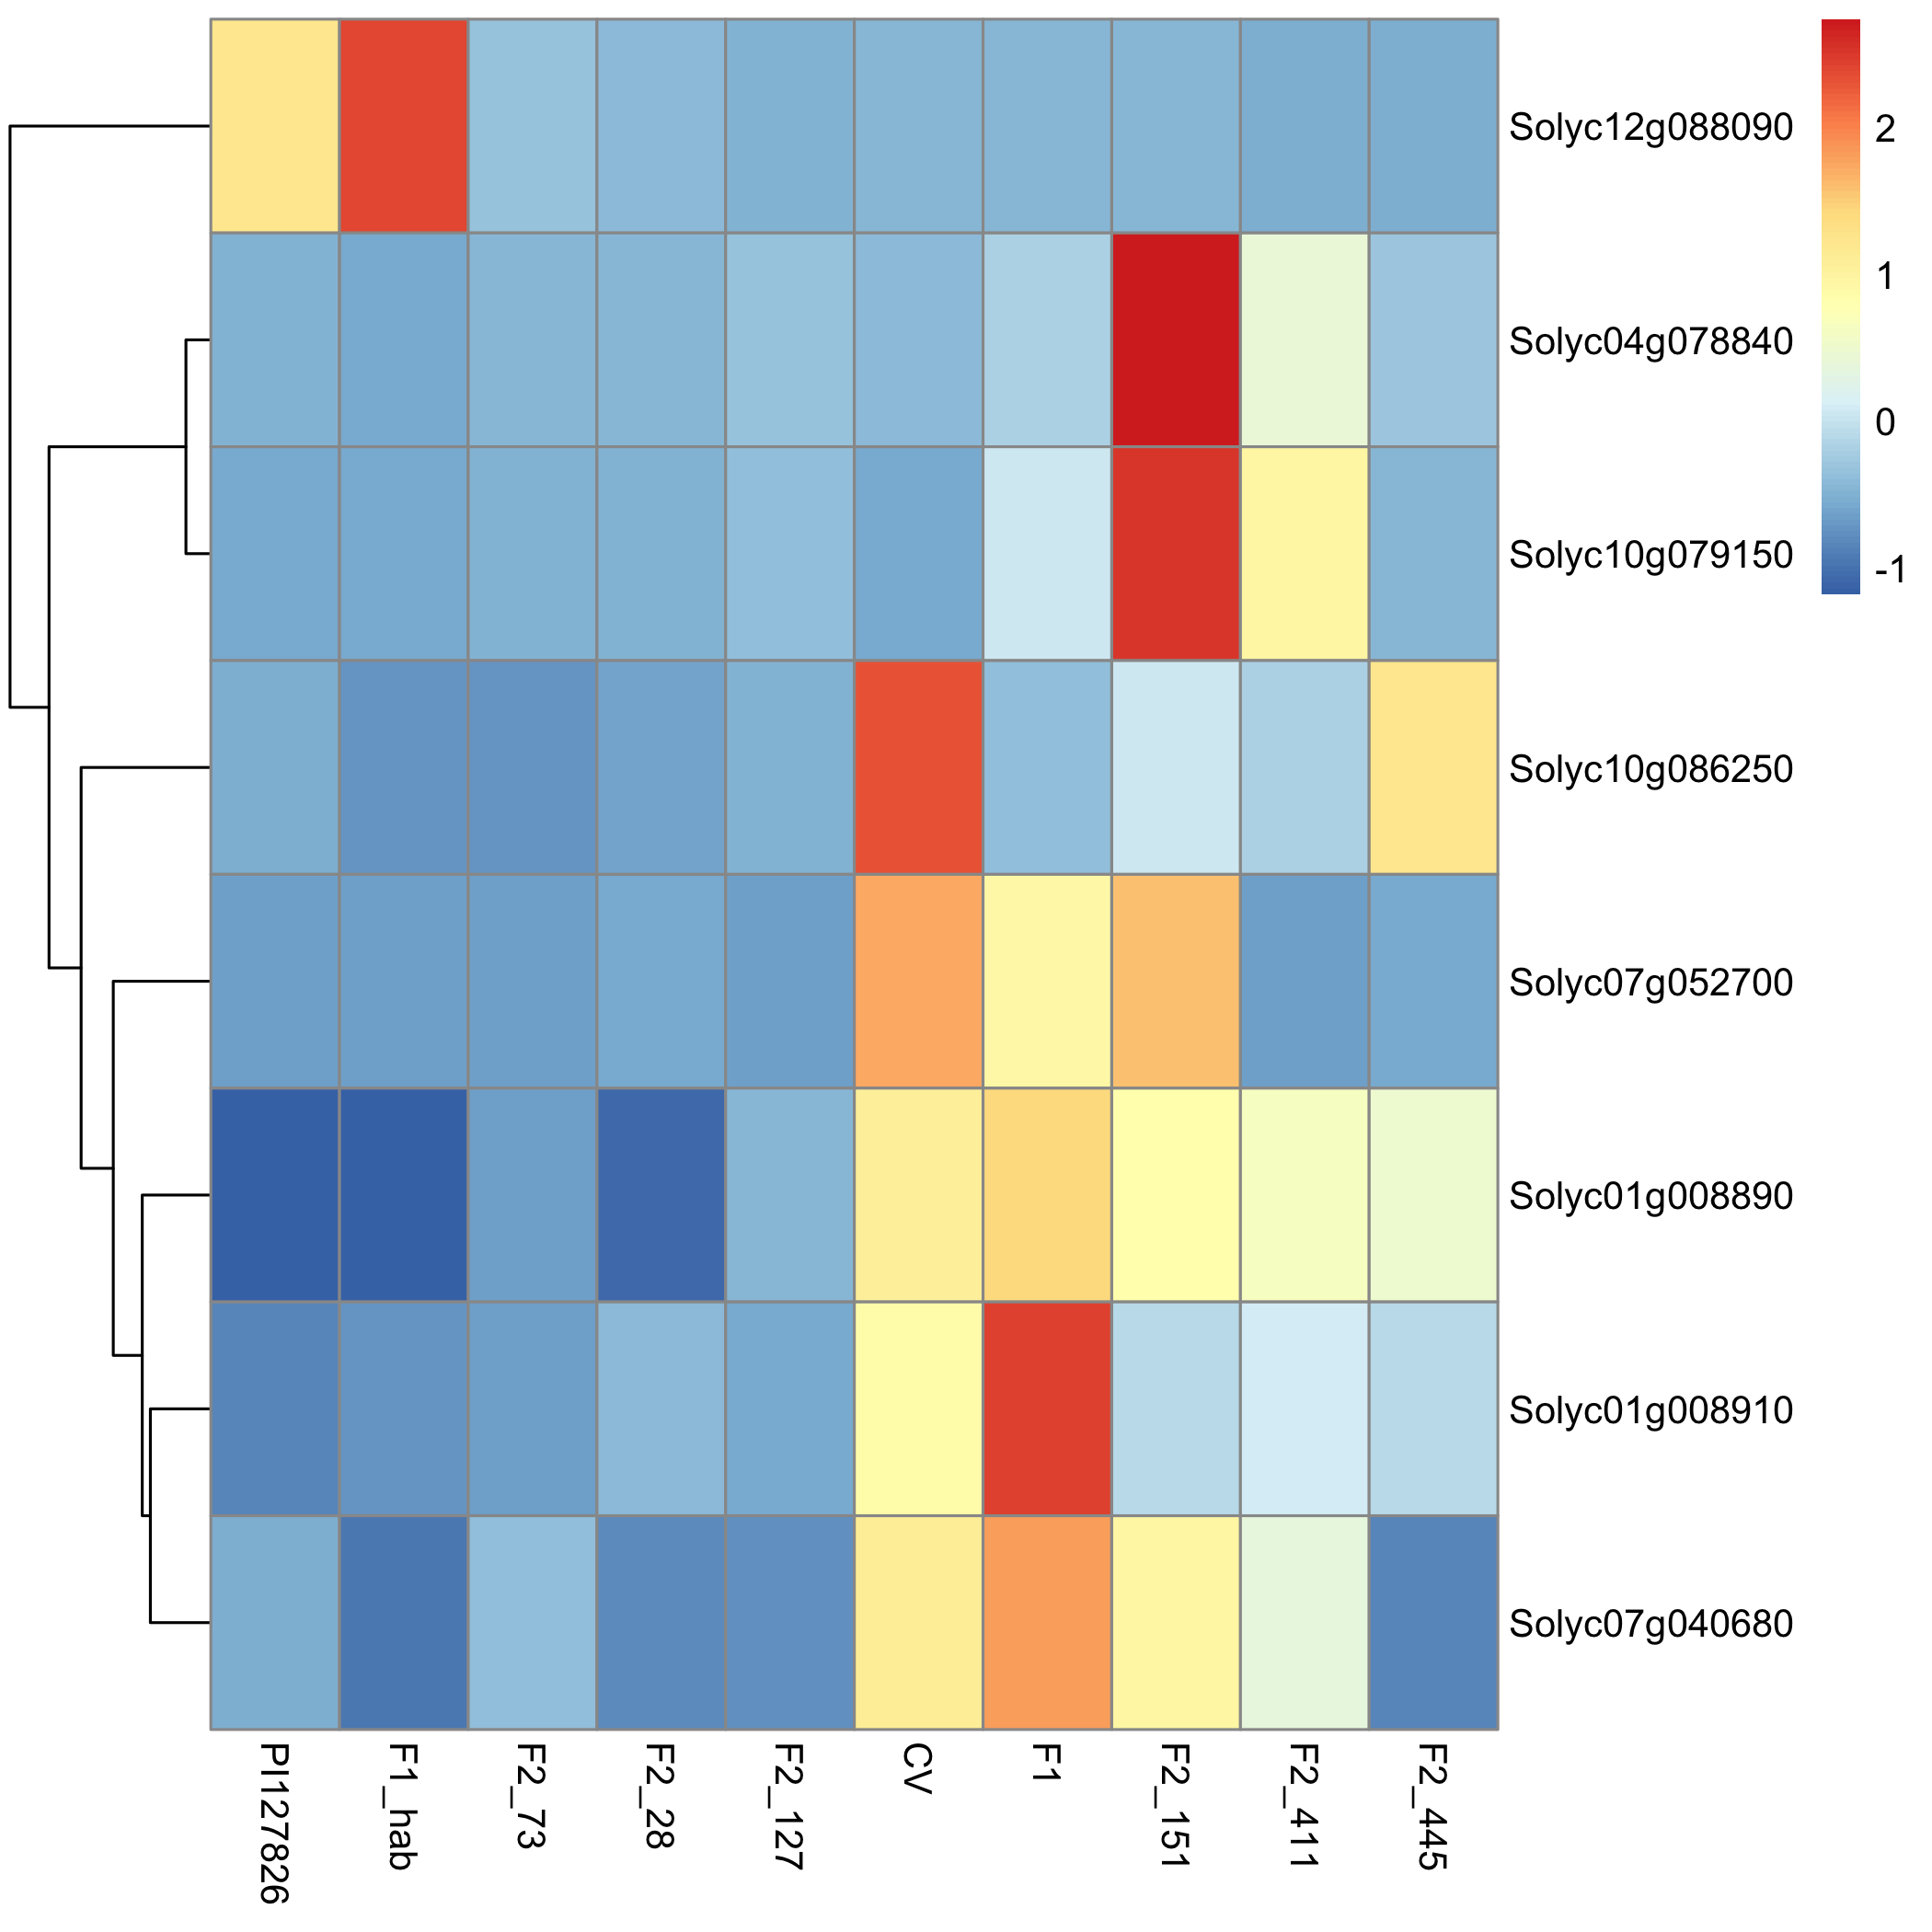 Solyc12g088090
Solyc04g078840
Solyc10g079150
Solyc10g086250
Solyc07g052700
Solyc01g008890
Solyc01g008910
Solyc07g040680
2
1
0
-1
PI127826
F1_hab
F2_73
F2_28
F2_127
CV
F1
F2_151
F2_411
F2_445